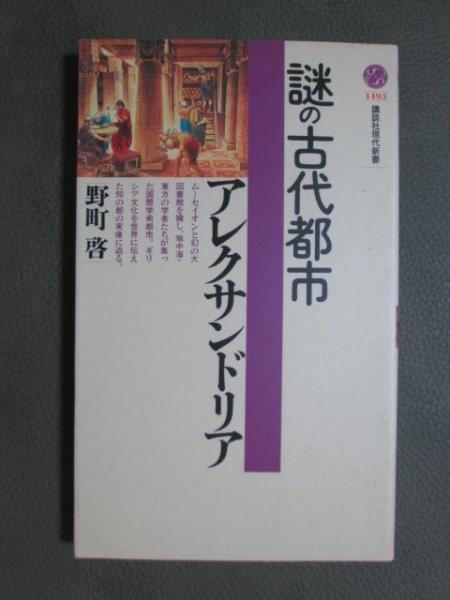 1493
講談社現代新書
謎の古代都市
アレクサンドリア
ムーセイオンと幻の大
図書館を擁し、地中海・
東方の学者たちが集っ
た国際学術都市。ギリ
シア文化を世界に伝え
た知の都の実像に迫る。
野町 啓